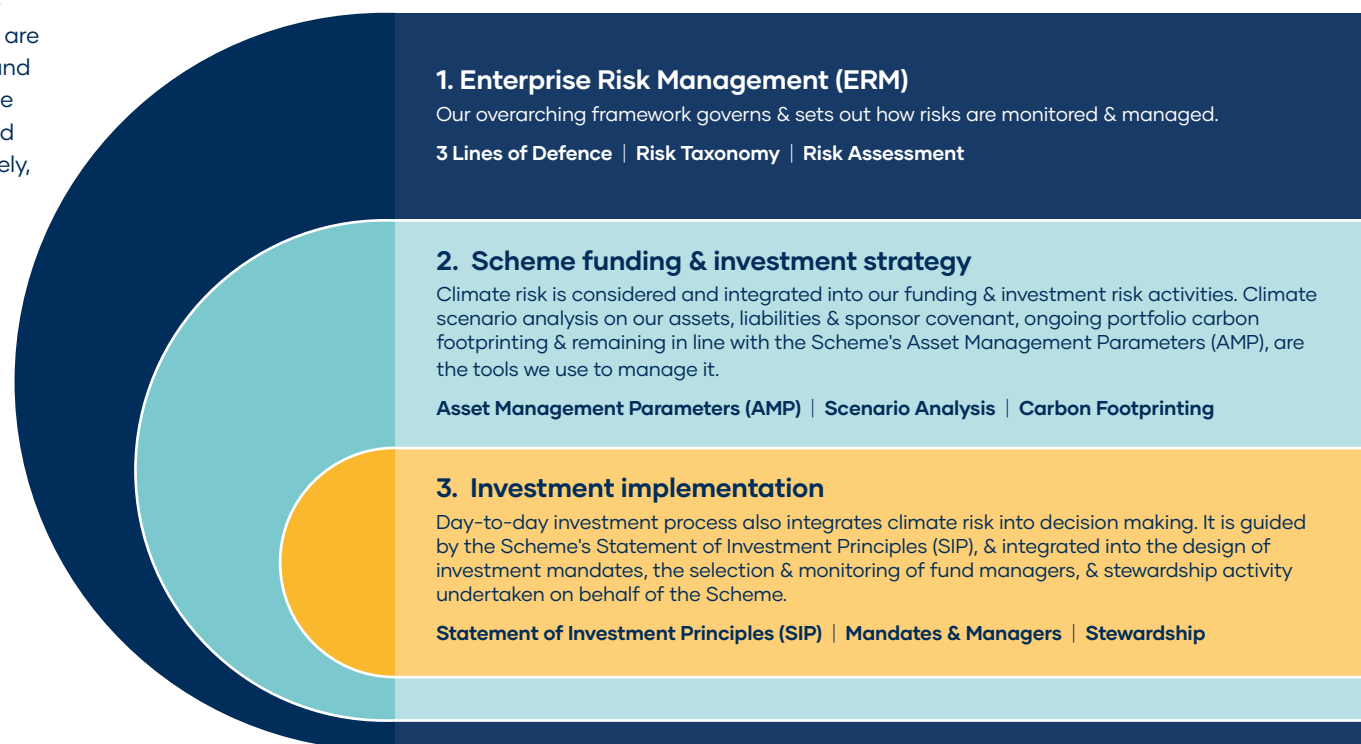 are
and
e
d
ely,
1. Enterprise Risk Management (ERM)
Our overarching framework governs & sets out how risks are monitored & managed.
3 Lines of Defence | Risk Taxonomy | Risk Assessment
2. Scheme funding & investment strategy
Climate risk is considered and integrated into our funding & investment risk activities. Climate
scenario analysis on our assets, liabilities & sponsor covenant, ongoing portfolio carbon
footprinting & remaining in line with the Scheme's Asset Management Parameters (AMP), are
the tools we use to manage it.
Asset Management Parameters (AMP) | Scenario Analysis | Carbon Footprinting
3. Investment implementation
Day-to-day investment process also integrates climate risk into decision making. It is guided
by the Scheme's Statement of Investment Principles (SIP), & integrated into the design of
investment mandates, the selection & monitoring of fund managers, & stewardship activity
undertaken on behalf of the Scheme.
Statement of Investment Principles (SIP) | Mandates & Managers | Stewardship